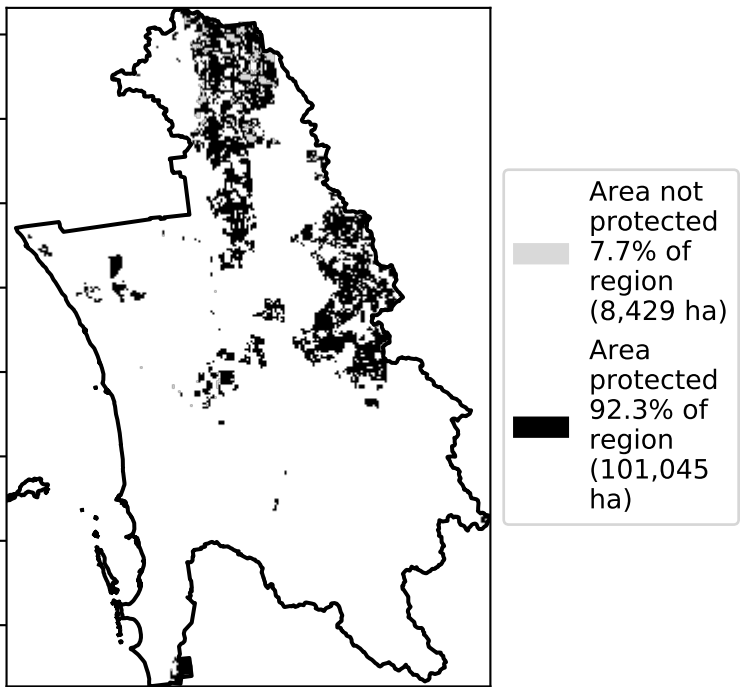 Area not
protected
7.7% of
region
(8,429 ha)
Area
protected
92.3% of
region
(101,045
ha)